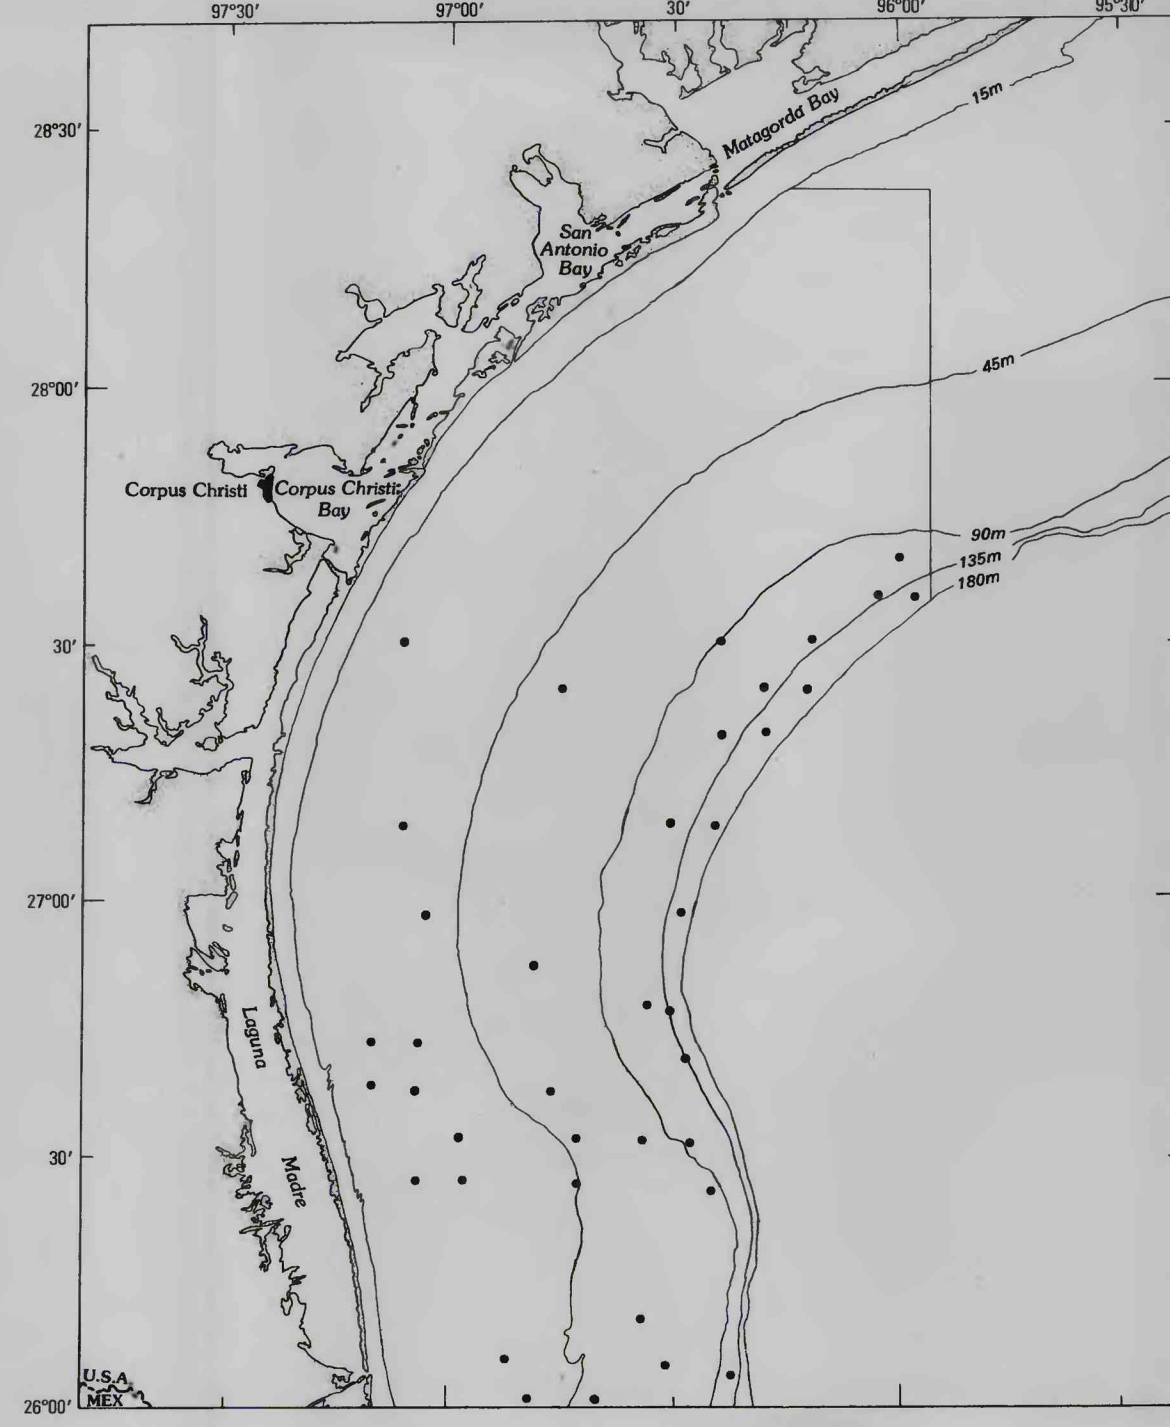 97°30′
97°00′
30′
96°00′
95°30′
28°30′
Matagorda Bay
15m
San
Antonio
Bay
28°00′
45m
Corpus Christi
Corpus Christi
Bay
90m
135m
180m
30′
27°00′
Laguna
Madre
30′
U.S.A
MEX
26°00′